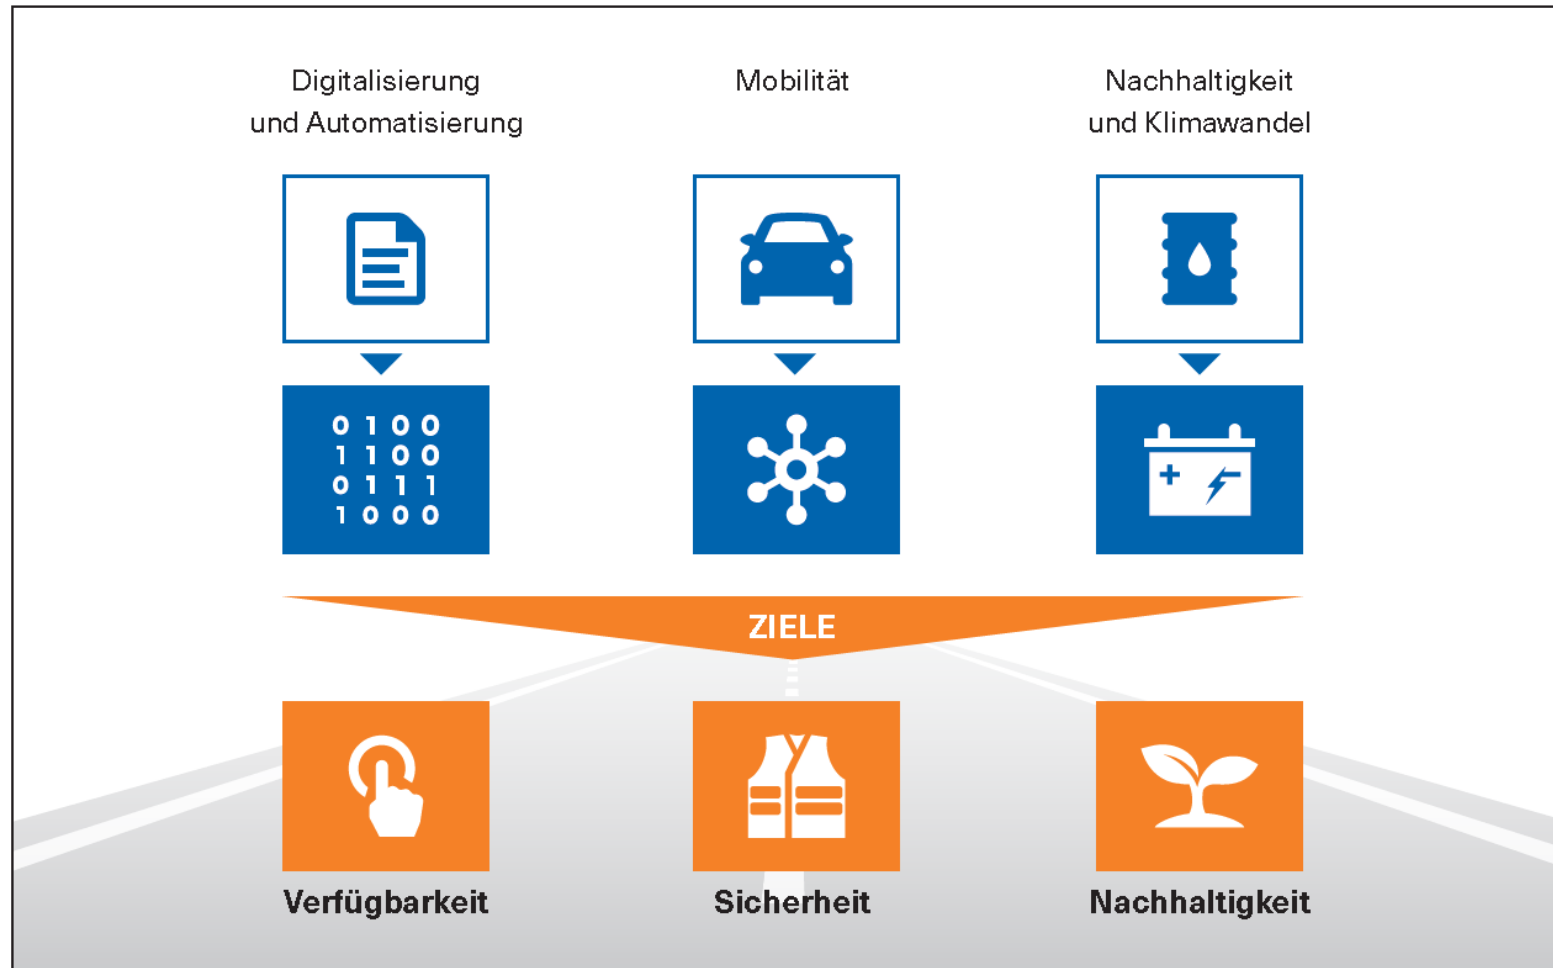 Digitalisierung
und Automatisierung
Mobilität
Nachhaltigkeit
und Klimawandel
0 1 0 0
1 1 0 0
0 1 1 1
1 0 0 0
ZIELE
Verfügbarkeit
Sicherheit
Nachhaltigkeit